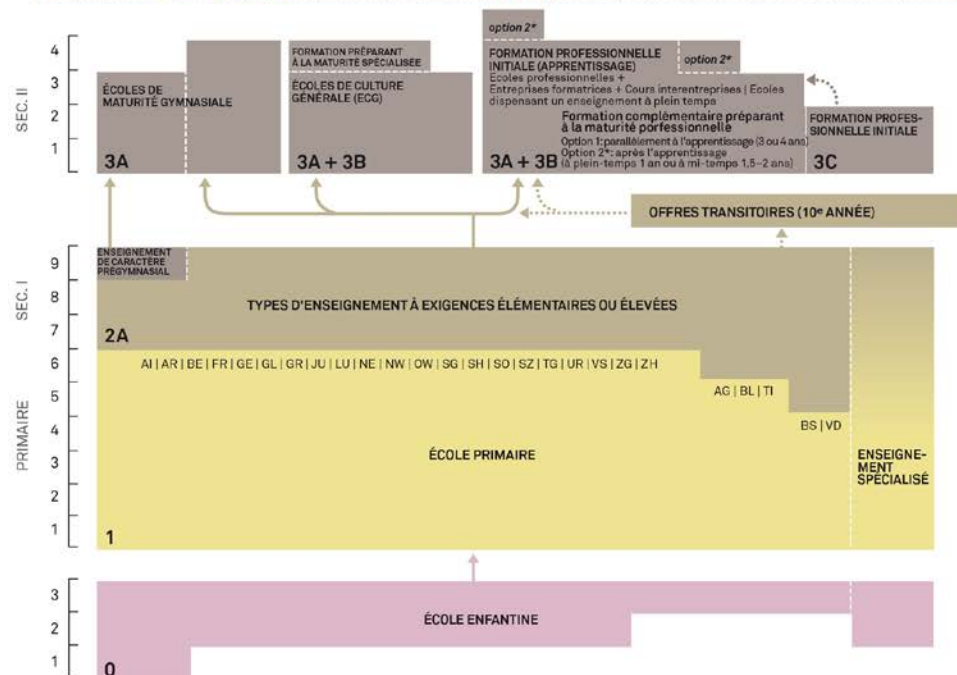 option 2*
4
3
2
1
SEC. II
ÉCOLES DE
MATURITÉ GYMNASIALE
3A
FORMATION PRÉPARANT
À LA MATURITÉ SPÉCIALISÉE
ÉCOLES DE CULTURE
GÉNÉRALE (ECG)
3A + 3B
FORMATION PROFESSIONNELLE
INITIALE (APPRENTISSAGE)
option 2*
Ecoles professionnelles +
Entreprises formatrices + Cours interentreprises | Ecoles
dispensant un enseignement à plein temps
Formation complémentaire préparant
à la maturité porfessionnelle
Option 1: parallèlement à l'apprentissage (3 ou 4 ans)
Option 2*: après l'apprentissage
(à plein-temps 1 an ou à mi-temps 1,5–2 ans)
3A + 3B
FORMATION PROFES-
SIONNELLE INITIALE
3C
OFFRES TRANSITOIRES (10e ANNÉE)
SEC. I
9
8
7
ENSEIGNEMENT
DE CARACTÈRE
PRÉGYMNASIAL
TYPES D'ENSEIGNEMENT À EXIGENCES ÉLÉMENTAIRES OU ÉLEVÉES
2A
PRIMAIRE
6
5
4
3
2
1
AI | AR | BE | FR | GE | GL | GR | JU | LU | NE | NW | OW | SG | SH | SO | SZ | TG | UR | VS | ZG | ZH
AG | BL | TI
BS | VD
ÉCOLE PRIMAIRE
ENSEIGNE-
MENT
SPÉCIALISÉ
1
3
2
1
ÉCOLE ENFANTINE
0